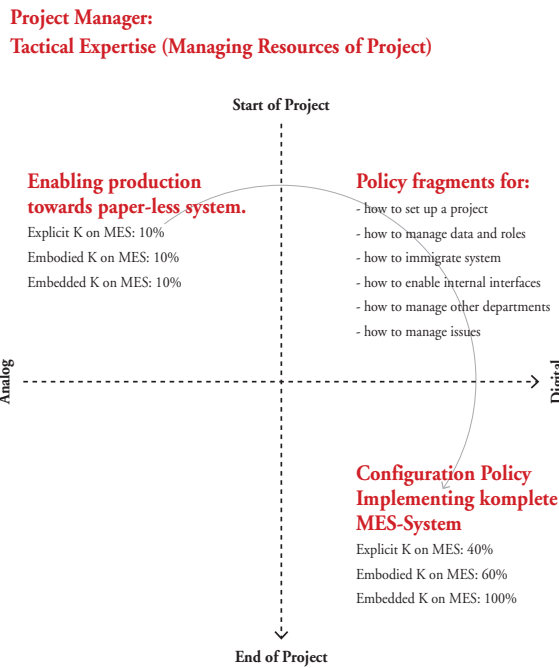 Project Manager:
Tactical Expertise (Managing Resources of Project)
Start of Project
Enabling production
towards paper-less system.
Explicit K on MES: 10%
Embodied K on MES: 10%
Embedded K on MES: 10%
Policy fragments for:
- how to set up a project
- how to manage data and roles
- how to immigrate system
- how to enable internal interfaces
- how to manage other departments
- how to manage issues
Analog
Digital
Configuration Policy
Implementing komplete
MES-System
Explicit K on MES: 40%
Embodied K on MES: 60%
Embedded K on MES: 100%
End of Project